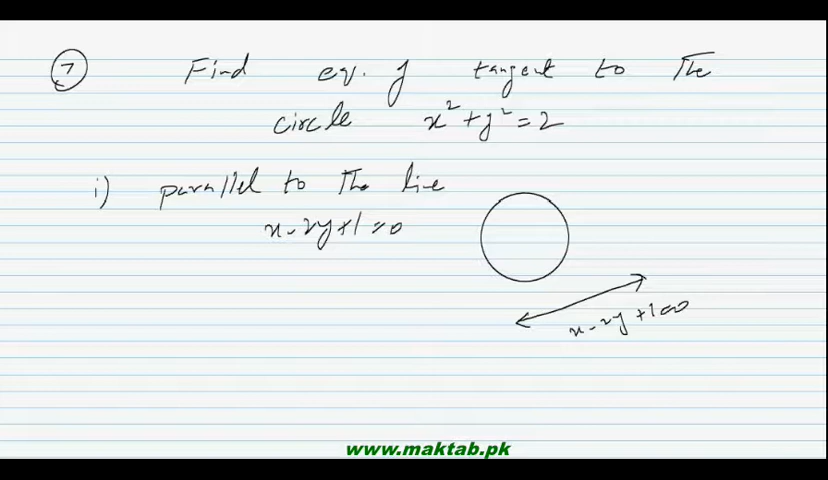 7 Find eq. of tangent to the
circle x² + y² = 2
i) parallel to the line
x - 2y + 1 = 0
x - 2y + 1 = 0
www.maktab.pk